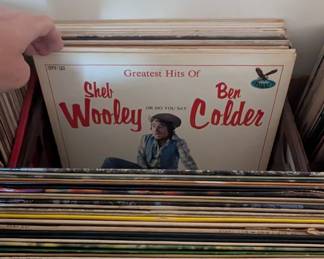 Greatest Hits Of
Sheb
Wooley
OR DO YOU SAY
Ben
Colder